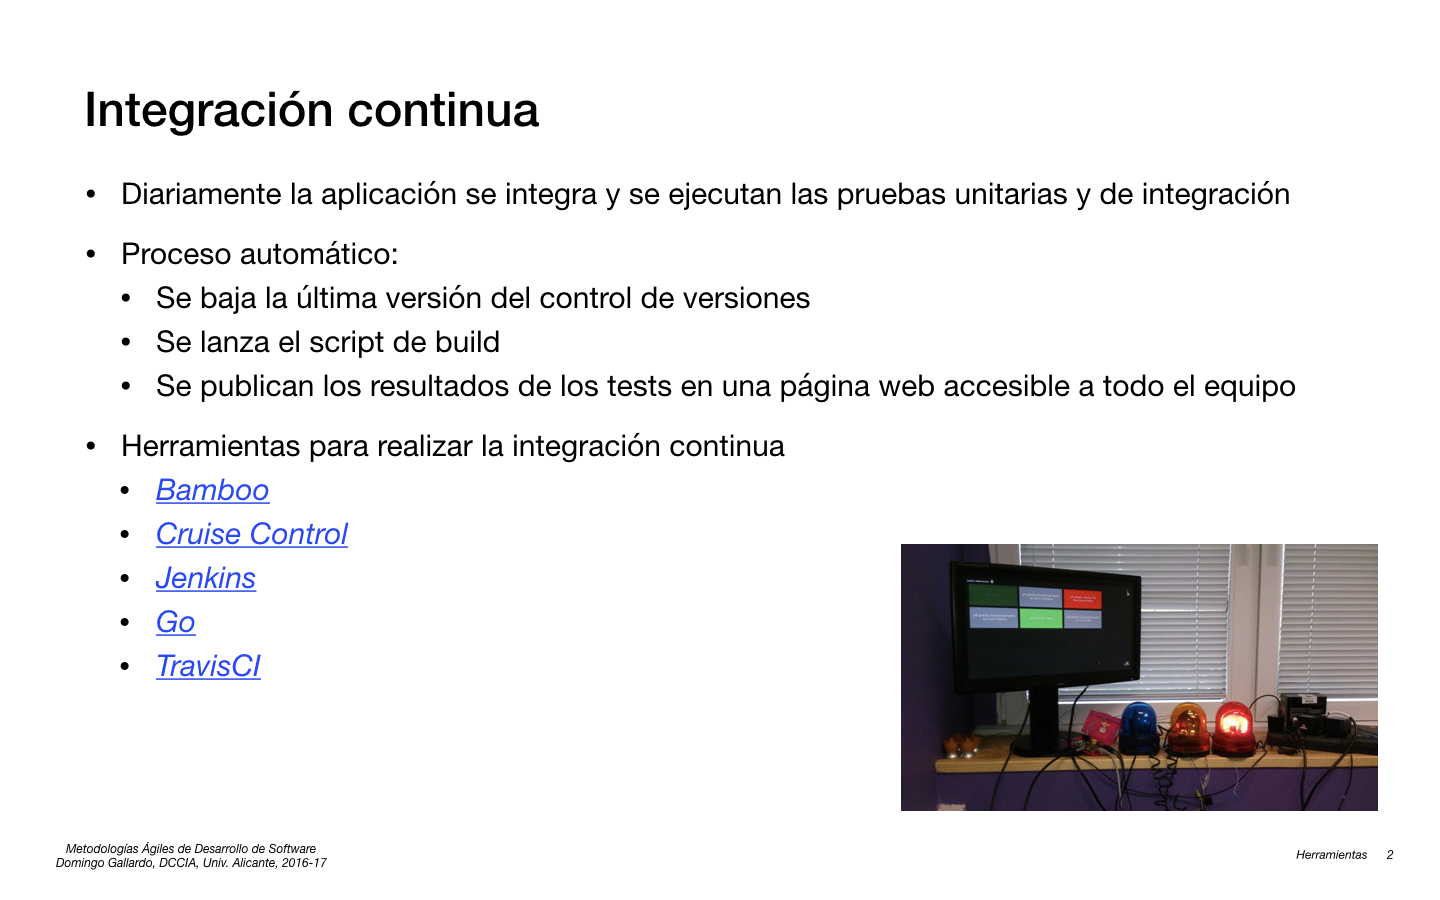 Integración continua
• Diariamente la aplicación se integra y se ejecutan las pruebas unitarias y de integración
• Proceso automático:
• Se baja la última versión del control de versiones
• Se lanza el script de build
• Se publican los resultados de los tests en una página web accesible a todo el equipo
• Herramientas para realizar la integración continua
• Bamboo
• Cruise Control
• Jenkins
• Go
• TravisCI
Metodologías Ágiles de Desarrollo de Software
Domingo Gallardo, DCCIA, Univ. Alicante, 2016-17
Herramientas 2